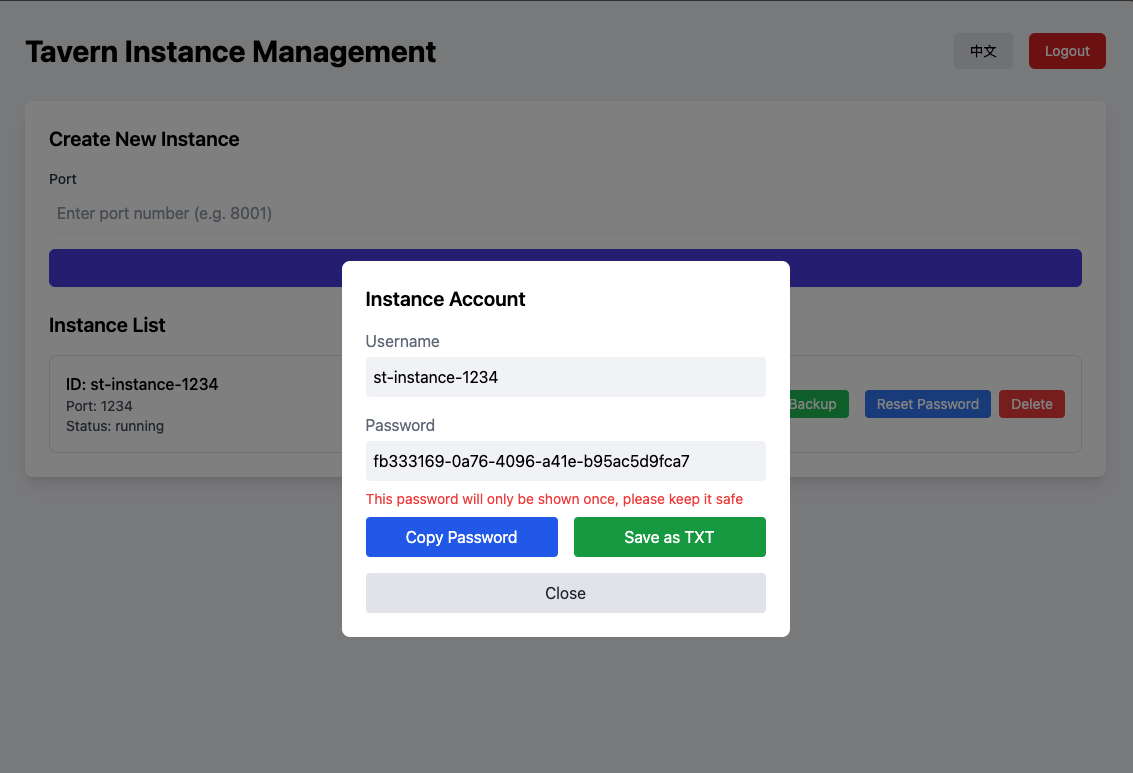 Tavern Instance Management
中文
Logout
Create New Instance
Port
Enter port number (e.g. 8001)
Instance List
ID: st-instance-1234
Port: 1234
Status: running
Backup
Reset Password
Delete
Instance Account
Username
st-instance-1234
Password
fb333169-0a76-4096-a41e-b95ac5d9fca7
This password will only be shown once, please keep it safe
Copy Password
Save as TXT
Close